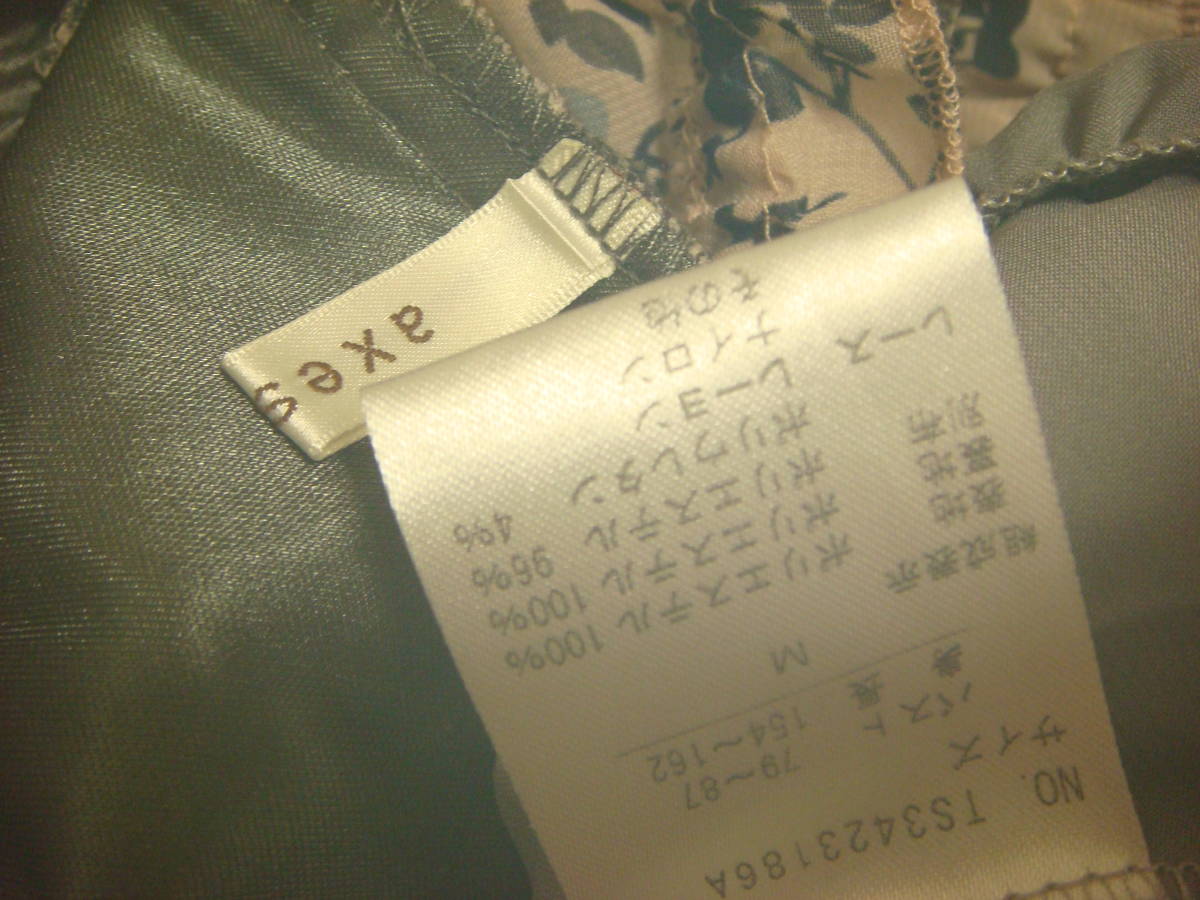 axes
NO. TS3423186A
サイズ
バスト 79～87
身 長 154～162
M
組成表示
表地 ポリエステル 100%
裏地 ポリエステル 100%
別布 ポリエステル 96%
ポリウレタン 4%
レース レーヨン
ナイロン
その他